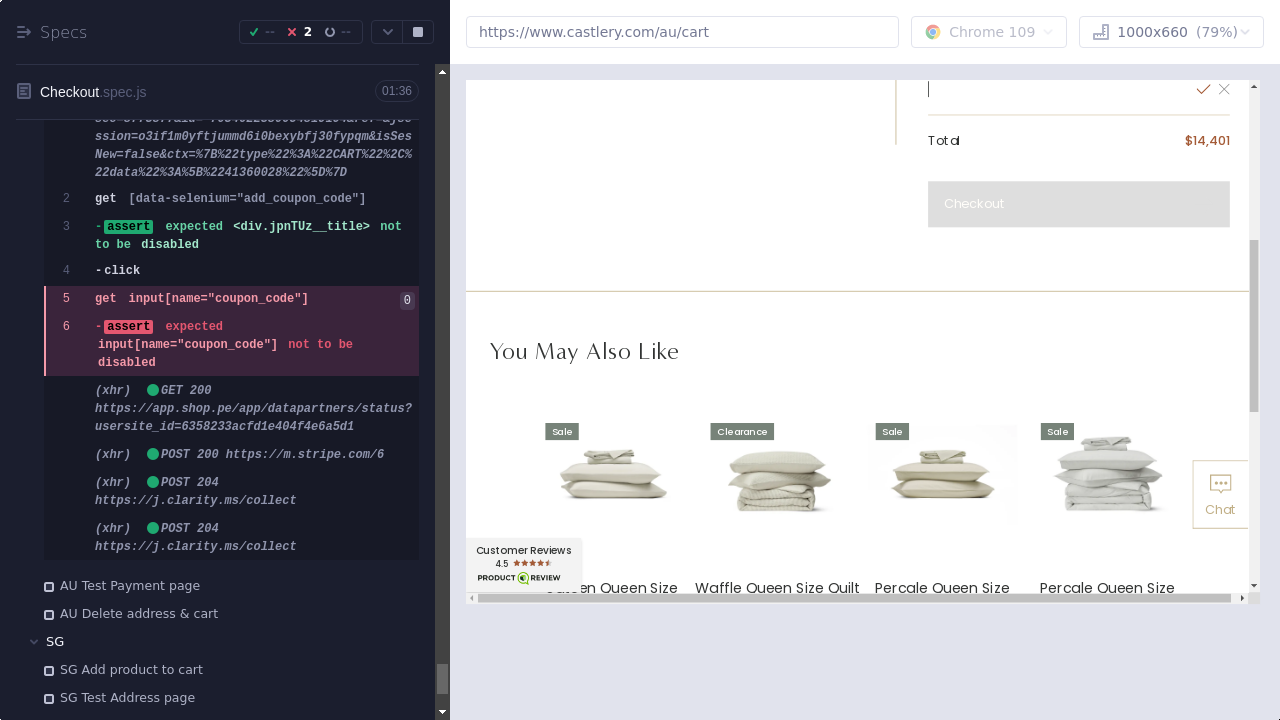 Specs
--
2
--
https://www.castlery.com/au/cart
Chrome 109
1000x660 (79%)
Checkout.spec.js
01:36
ssion=o3if1m0yftjummd6i0bexybfj30fypqm&isSes
New=false&ctx=%7B%22type%22%3A%22CART%22%2C%
22data%22%3A%5B%2241360028%22%5D%7D
2 get [data-selenium="add_coupon_code"]
3 -assert expected <div.jpnTUz__title> not
to be disabled
4 -click
5 get input[name="coupon_code"] 0
6 -assert expected
input[name="coupon_code"] not to be
disabled
(xhr) GET 200
https://app.shop.pe/app/datapartners/status?
usersite_id=6358233acfd1e404f4e6a5d1
(xhr) POST 200 https://m.stripe.com/6
(xhr) POST 204
https://j.clarity.ms/collect
(xhr) POST 204
https://j.clarity.ms/collect
AU Test Payment page
AU Delete address & cart
SG
SG Add product to cart
SG Test Address page
Total $14,401
Checkout
You May Also Like
Sale
Clearance
Sale
Sale
Chat
Customer Reviews
4.5
PRODUCT REVIEW
Queen Size
Waffle Queen Size Quilt
Percale Queen Size
Percale Queen Size